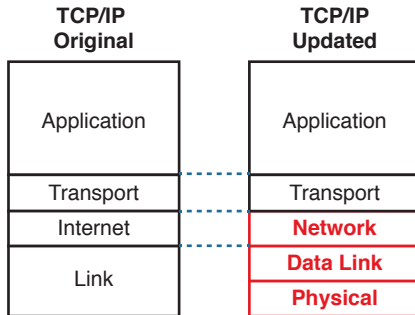 TCP/IP
Original
Application
Transport
Internet
Link
TCP/IP
Updated
Application
Transport
Network
Data Link
Physical